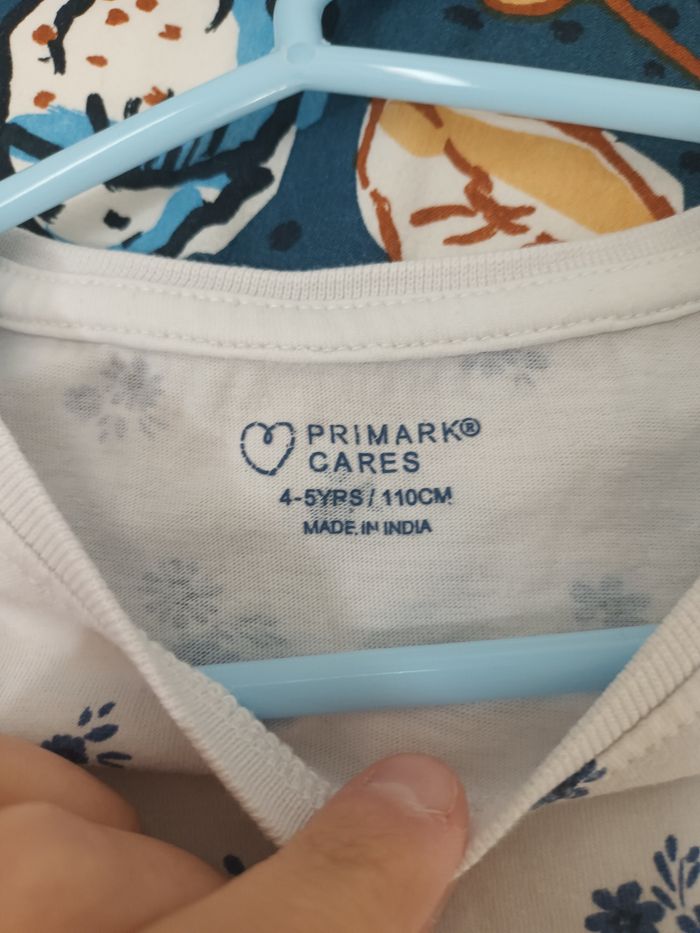 PRIMARK®
CARES
4-5YRS / 110CM
MADE IN INDIA